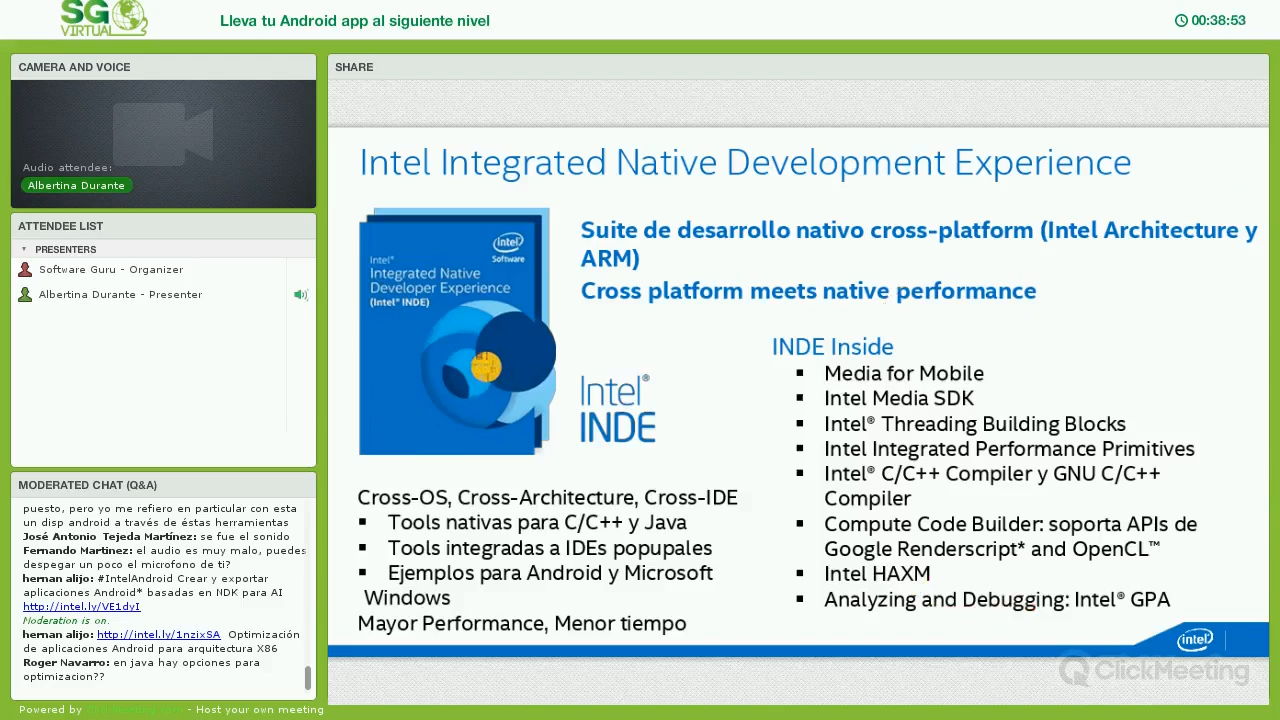 SG
VIRTUAL
Lleva tu Android app al siguiente nivel
00:38:53
CAMERA AND VOICE
Audio attendee:
Albertina Durante
ATTENDEE LIST
PRESENTERS
Software Guru - Organizer
Albertina Durante - Presenter
MODERATED CHAT (Q&A)
puesto, pero yo me refiero en particular con esta
un disp android a través de éstas herramientas
José Antonio Tejeda Martínez: se fue el sonido
Fernando Martinez: el audio es muy malo, puedes
despegar un poco el microfono de ti?
hernan alijo: #IntelAndroid Crear y exportar
aplicaciones Android* basadas en NDK para AI
http://intel.ly/VE1dyI
Moderation is on.
hernan alijo: http://intel.ly/1nzixSA Optimización
de aplicaciones Android para arquitectura X86
Roger Navarro: en java hay opciones para
optimizacion??
Powered by ClickMeeting.com - Host your own meeting
SHARE
Intel Integrated Native Development Experience
intel
Software
Intel®
Integrated Native
Developer Experience
(Intel® INDE)
Intel®
INDE
Suite de desarrollo nativo cross-platform (Intel Architecture y
ARM)
Cross platform meets native performance
Cross-OS, Cross-Architecture, Cross-IDE
▪ Tools nativas para C/C++ y Java
▪ Tools integradas a IDEs popupales
▪ Ejemplos para Android y Microsoft
Windows
Mayor Performance, Menor tiempo
INDE Inside
▪ Media for Mobile
▪ Intel Media SDK
▪ Intel® Threading Building Blocks
▪ Intel Integrated Performance Primitives
▪ Intel® C/C++ Compiler y GNU C/C++
Compiler
▪ Compute Code Builder: soporta APIs de
Google Renderscript* and OpenCL™
▪ Intel HAXM
▪ Analyzing and Debugging: Intel® GPA
intel
ClickMeeting